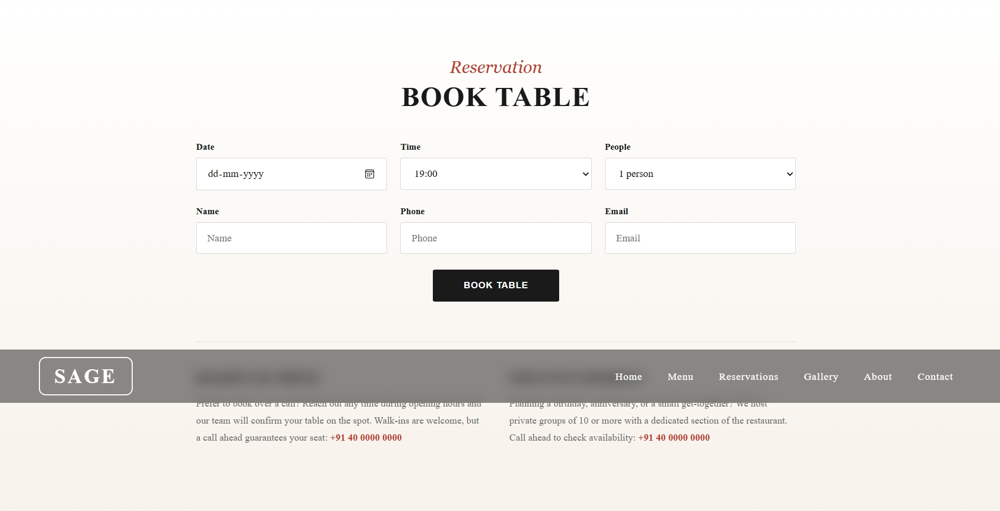 Reservation
BOOK TABLE
Date
Time
People
dd-mm-yyyy
19:00
1 person
Name
Phone
Email
Name
Phone
Email
BOOK TABLE
SAGE
Home
Menu
Reservations
Gallery
About
Contact
Prefer to book over a call? Reach out any time during opening hours and
our team will confirm your table on the spot. Walk-ins are welcome, but
a call ahead guarantees your seat: +91 40 0000 0000
Planning a birthday, anniversary, or a small get-together? We host
private groups of 10 or more with a dedicated section of the restaurant.
Call ahead to check availability: +91 40 0000 0000